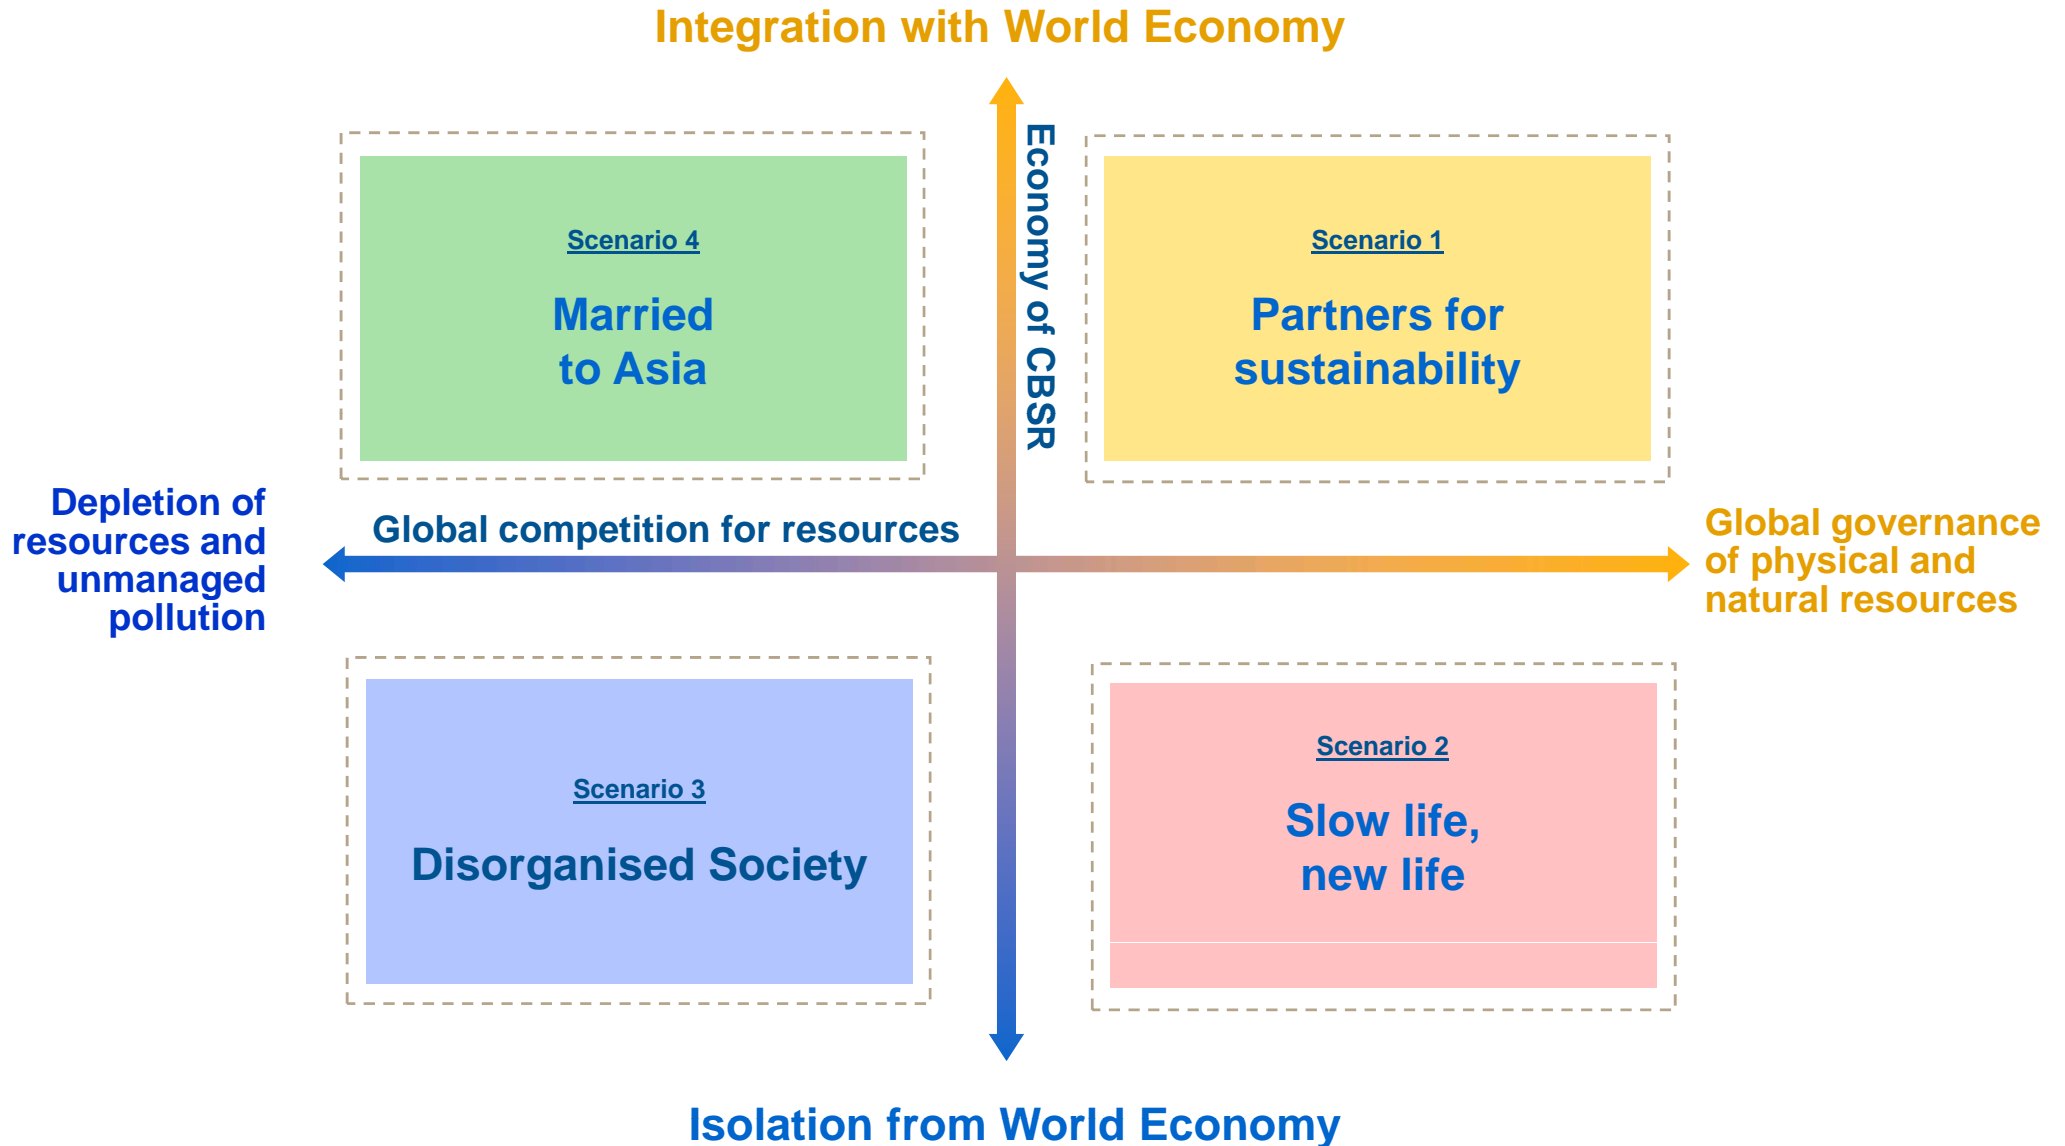 Integration with World Economy
Economy of CBSR
Scenario 4
Married
to Asia
Scenario 1
Partners for
sustainability
Depletion of
resources and
unmanaged
pollution
Global competition for resources
Global governance
of physical and
natural resources
Scenario 3
Disorganised Society
Scenario 2
Slow life,
new life
Isolation from World Economy